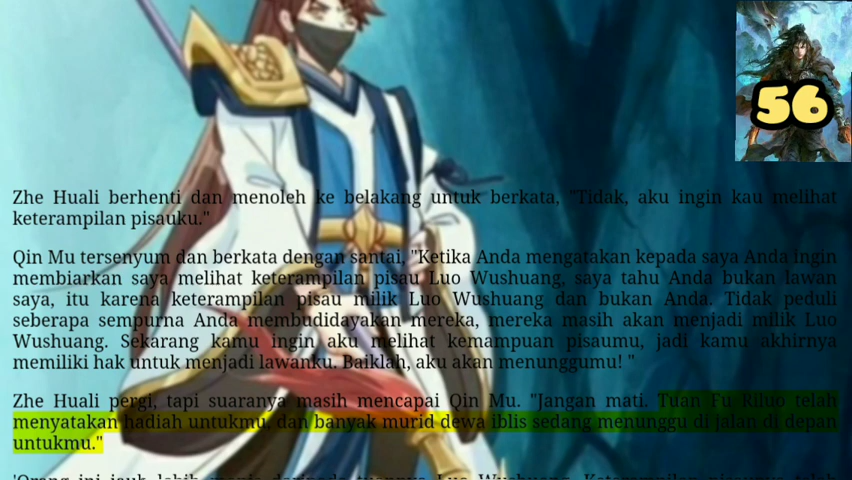 56
Zhe Huali berhenti dan menoleh ke belakang untuk berkata, "Tidak, aku ingin kau melihat
keterampilan pisauku."
Qin Mu tersenyum dan berkata dengan santai, "Ketika Anda mengatakan kepada saya Anda ingin
membiarkan saya melihat keterampilan pisau Luo Wushuang, saya tahu Anda bukan lawan
saya, itu karena keterampilan pisau milik Luo Wushuang dan bukan Anda. Tidak peduli
seberapa sempurna Anda membudidayakan mereka, mereka masih akan menjadi milik Luo
Wushuang. Sekarang kamu ingin aku melihat kemampuan pisaumu, jadi kamu akhirnya
memiliki hak untuk menjadi lawanku. Baiklah, aku akan menunggumu! "
Zhe Huali pergi, tapi suaranya masih mencapai Qin Mu. "Jangan mati. Tuan Fu Riluo telah
menyatakan hadiah untukmu, dan banyak murid dewa iblis sedang menunggu di jalan di depan
untukmu."